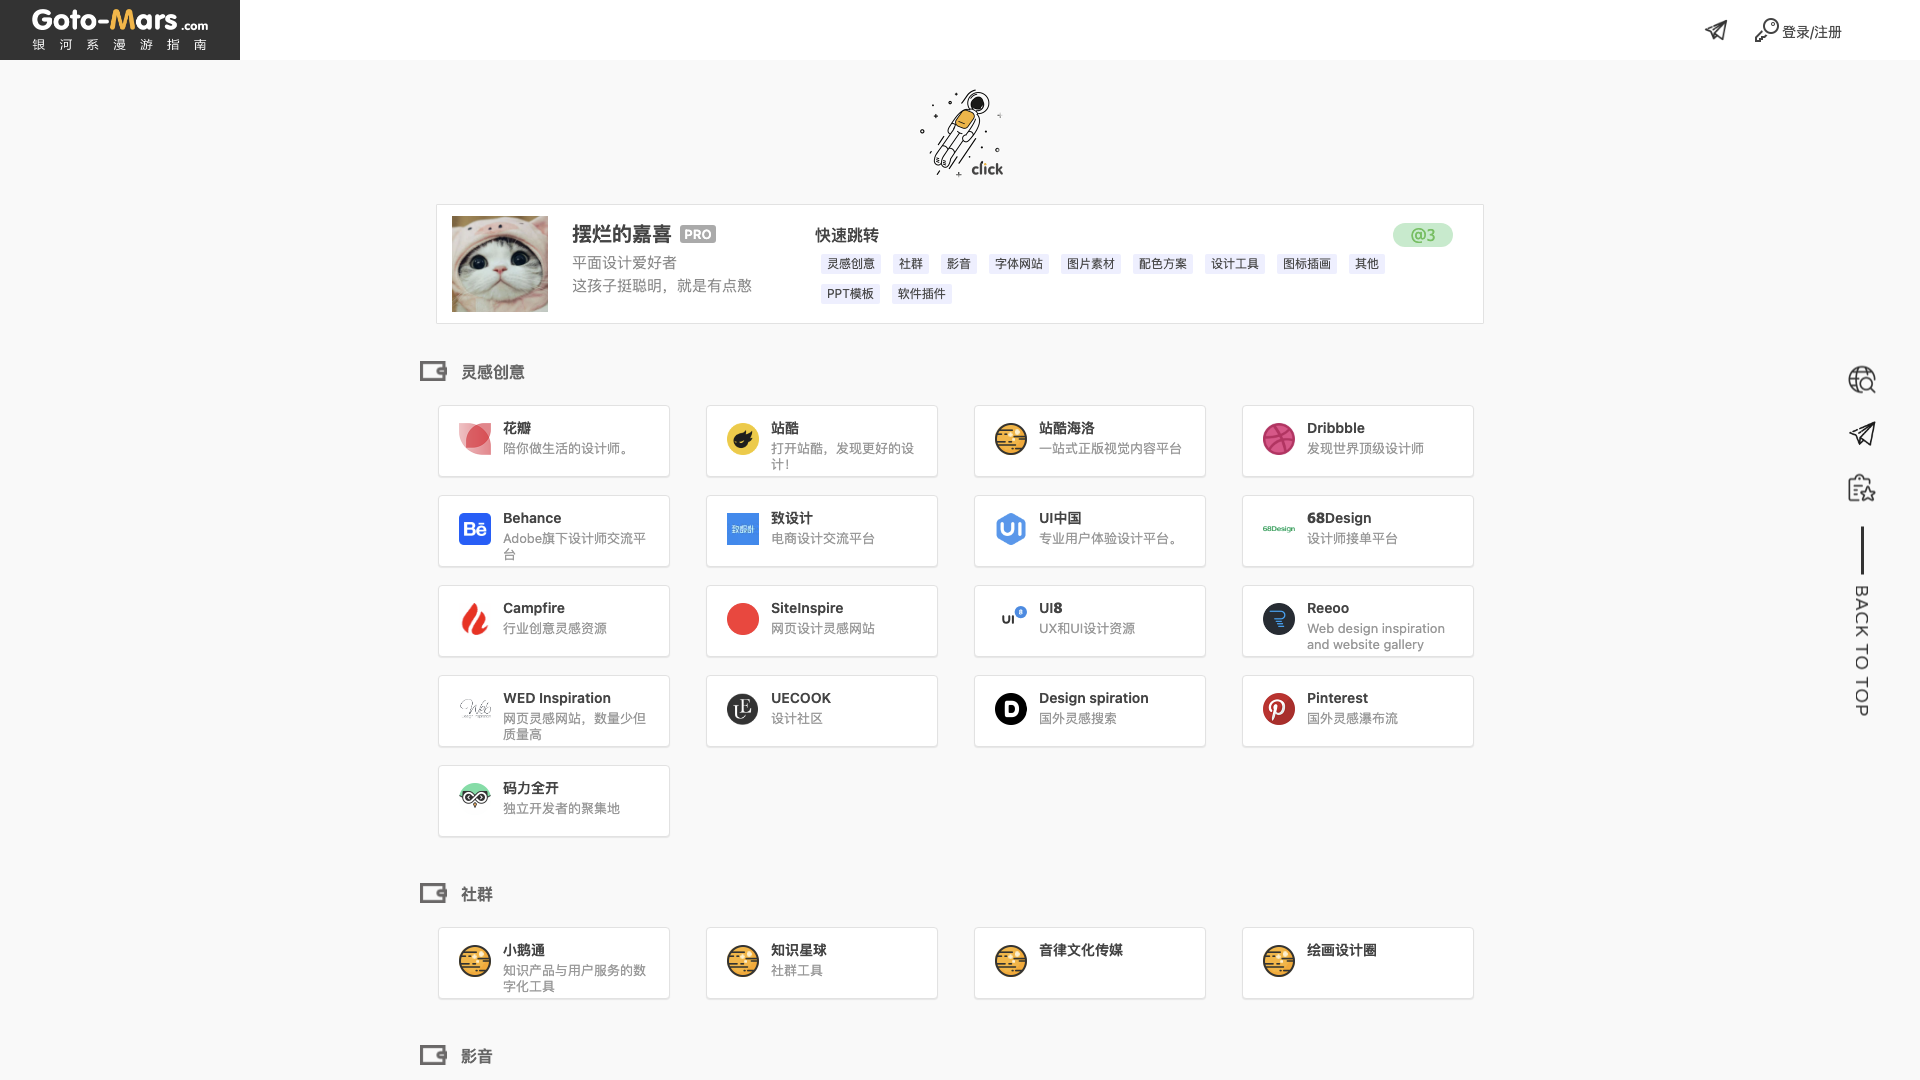 Goto-Mars.com
银河系漫游指南
登录/注册
click
摆烂的嘉喜 PRO
平面设计爱好者
这孩子挺聪明，就是有点憨
快速跳转
@3
灵感创意 社群 影音 字体网站 图片素材 配色方案 设计工具 图标插画 其他
PPT模板 软件插件
灵感创意
花瓣
陪你做生活的设计师。
站酷
打开站酷，发现更好的设
计！
站酷海洛
一站式正版视觉内容平台
Dribbble
发现世界顶级设计师
Bē
Behance
Adobe旗下设计师交流平
台
致设计
致设计
电商设计交流平台
UI
UI中国
专业用户体验设计平台。
68Design
68Design
设计师接单平台
Campfire
行业创意灵感资源
SiteInspire
网页设计灵感网站
UI8
UI8
UX和UI设计资源
Reeoo
Web design inspiration
and website gallery
WED Inspiration
网页灵感网站，数量少但
质量高
UE
UECOOK
设计社区
D
Design spiration
国外灵感搜索
Pinterest
国外灵感瀑布流
码力全开
独立开发者的聚集地
社群
小鹅通
知识产品与用户服务的数
字化工具
知识星球
社群工具
音律文化传媒
绘画设计圈
影音
BACK TO TOP